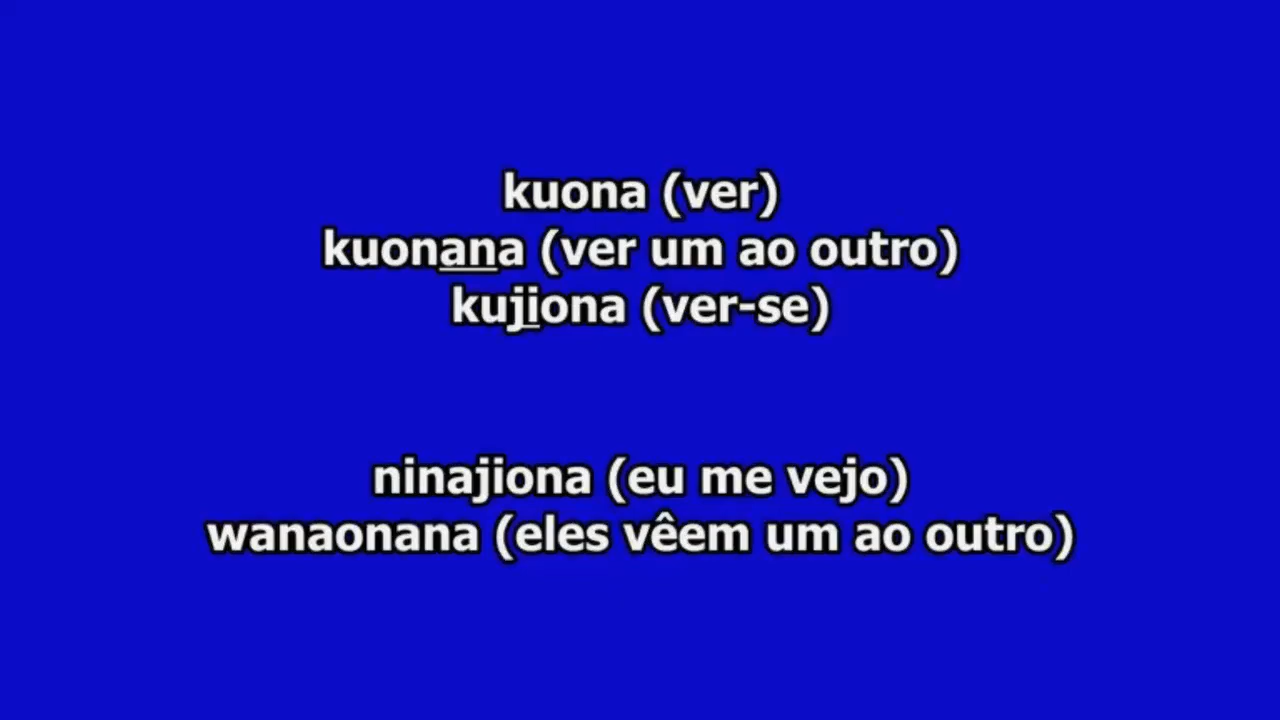 kuona (ver)
kuonana (ver um ao outro)
kujiona (ver-se)
ninajiona (eu me vejo)
wanaonana (eles vêem um ao outro)